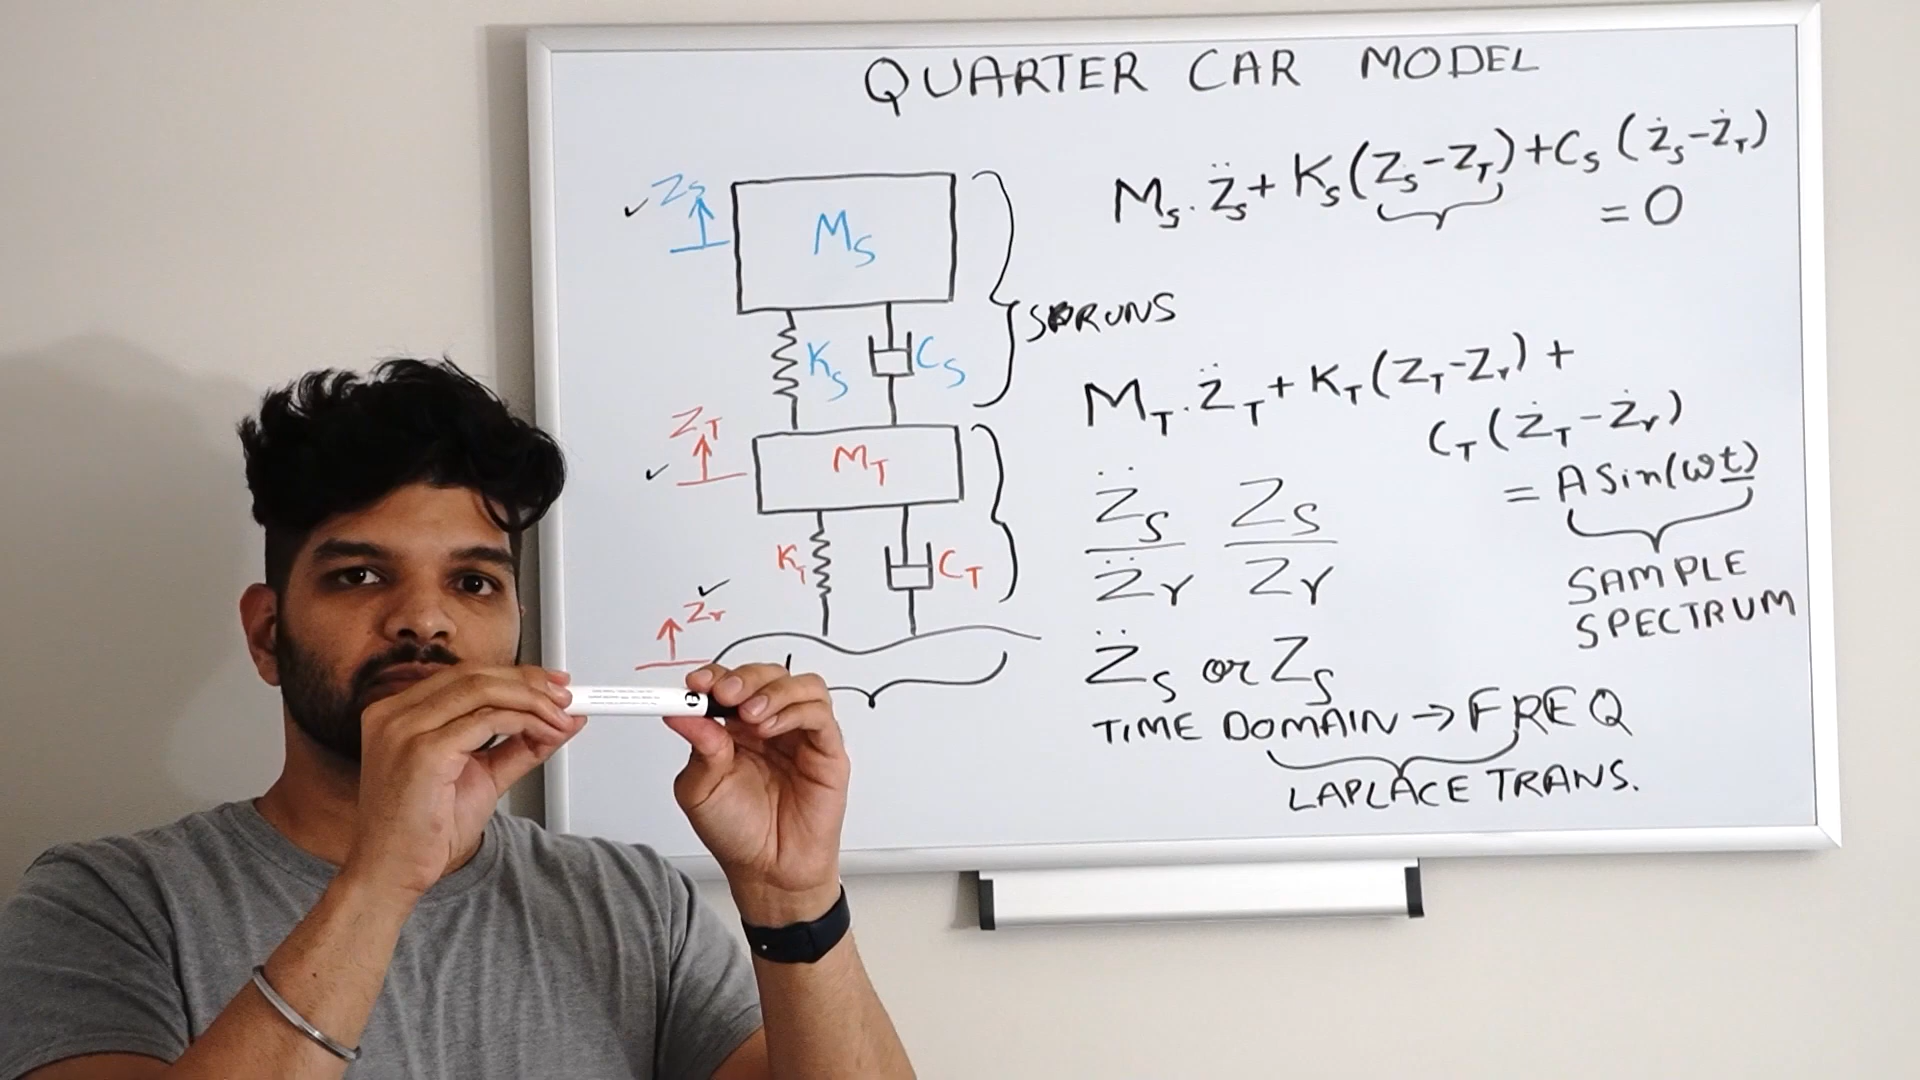 QUARTER CAR MODEL
Ms. z̈s + Ks(Zs-ZT) + Cs (żs-żT)
= 0
Zs
Ms
Ks
Cs
ZT
MT
KT
CT
Zr
MT. z̈T + KT(ZT-Zr) +
CT(żT-żr)
= A Sin(ωt)
SAMPLE
SPECTRUM
Z̈s
Z̈r
Zs
Zr
Z̈s or Zs
TIME DOMAIN → FREQ
LAPLACE TRANS.